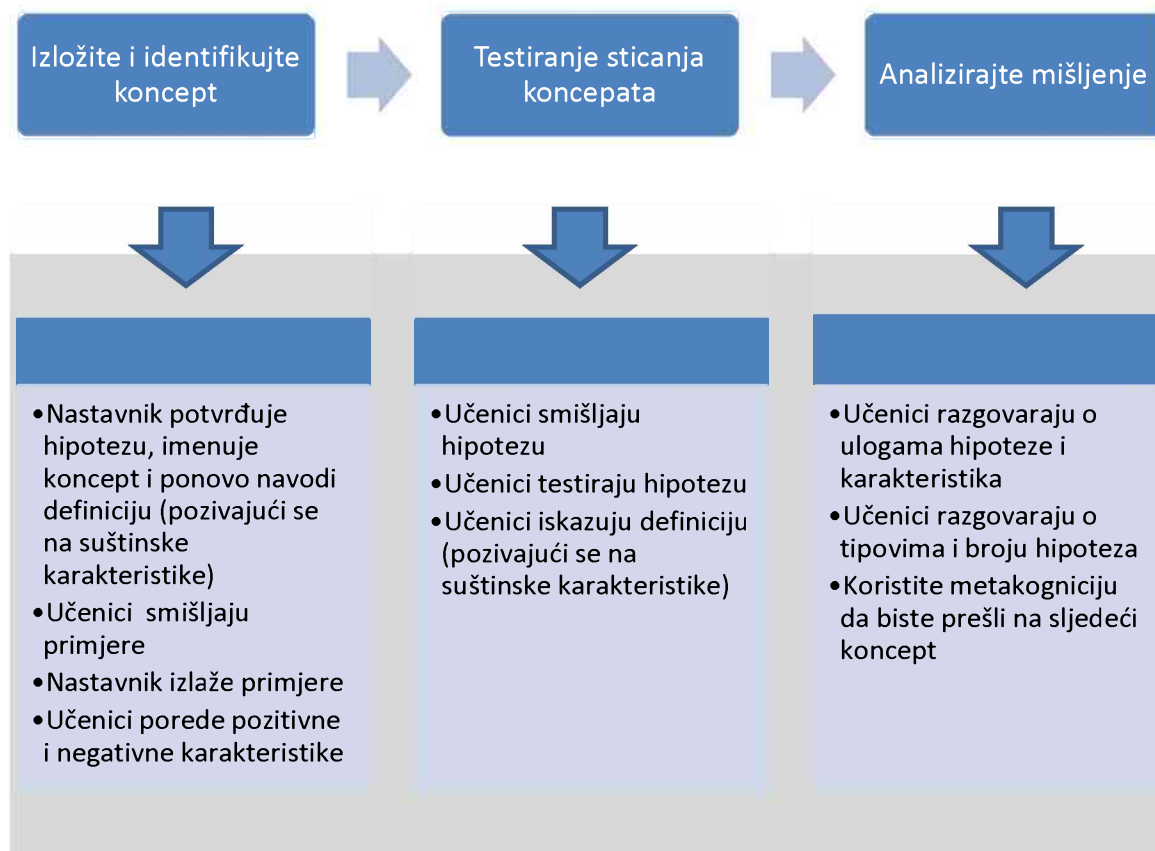 Izložite i identifikujte
koncept
Testiranje sticanja
koncepata
Analizirajte mišljenje
•Nastavnik potvrđuje
hipotezu, imenuje
koncept i ponovo navodi
definiciju (pozivajući se
na suštinske
karakteristike)
•Učenici smišljaju
primjere
•Nastavnik izlaže primjere
•Učenici porede pozitivne
i negativne karakteristike
•Učenici smišljaju
hipotezu
•Učenici testiraju hipotezu
•Učenici iskazuju definiciju
(pozivajući se na
suštinske karakteristike)
•Učenici razgovaraju o
ulogama hipoteze i
karakteristika
•Učenici razgovaraju o
tipovima i broju hipoteza
•Koristite metakogniciju
da biste prešli na sljedeći
koncept